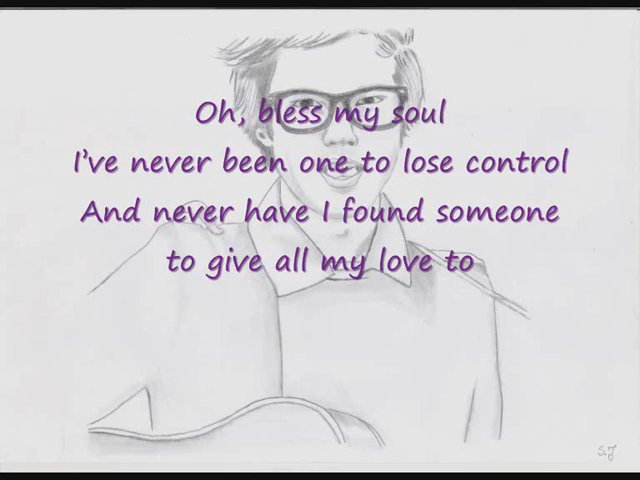 Oh, bless my soul
I’ve never been one to lose control
And never have I found someone
to give all my love to